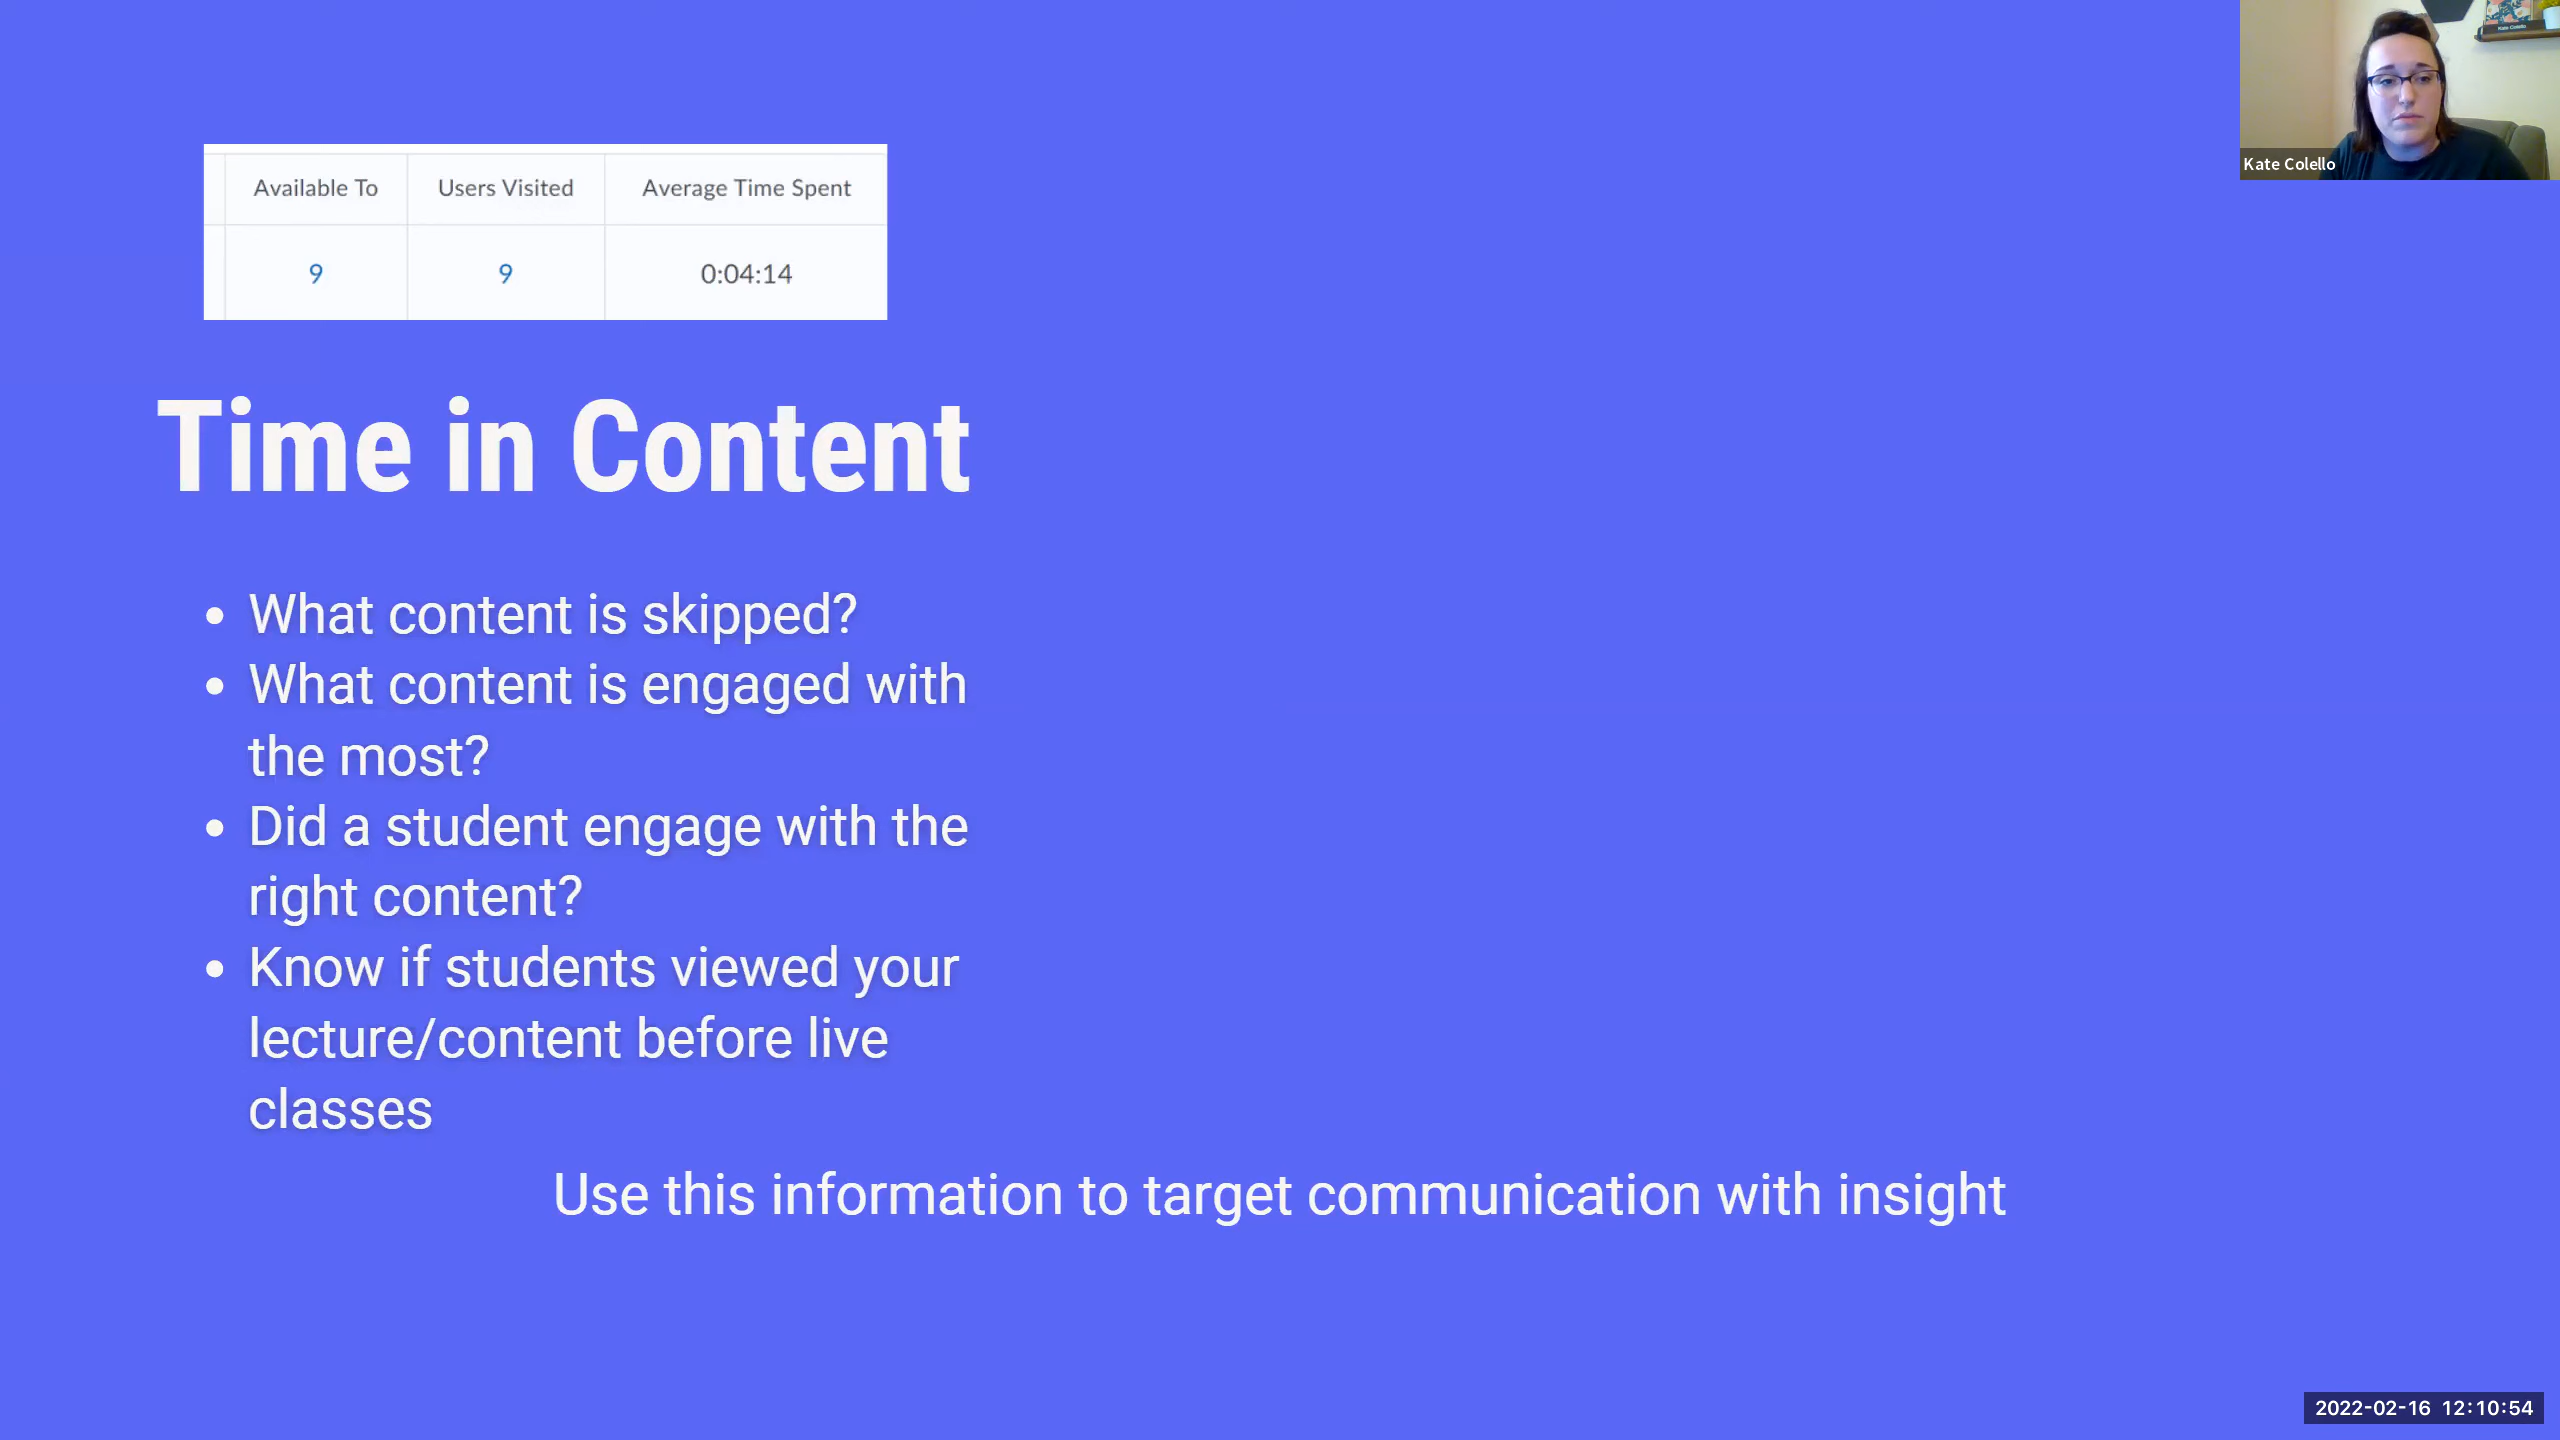 Kate Colello
Available To Users Visited Average Time Spent
9 9 0:04:14
Time in Content
• What content is skipped?
• What content is engaged with
the most?
• Did a student engage with the
right content?
• Know if students viewed your
lecture/content before live
classes
Use this information to target communication with insight
2022-02-16 12:10:54